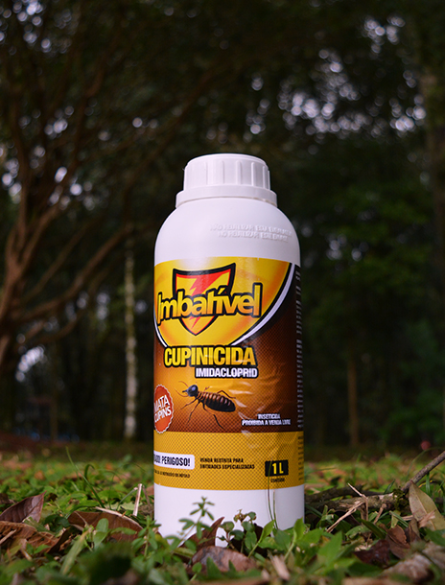 Imbatível
CUPINICIDA
IMIDACLOPRID
MATA
CUPINS
INSETICIDA
PROIBIDA A VENDA LIVRE
PERIGOSO!
VENDA RESTRITA PARA
ENTIDADES ESPECIALIZADAS
1L